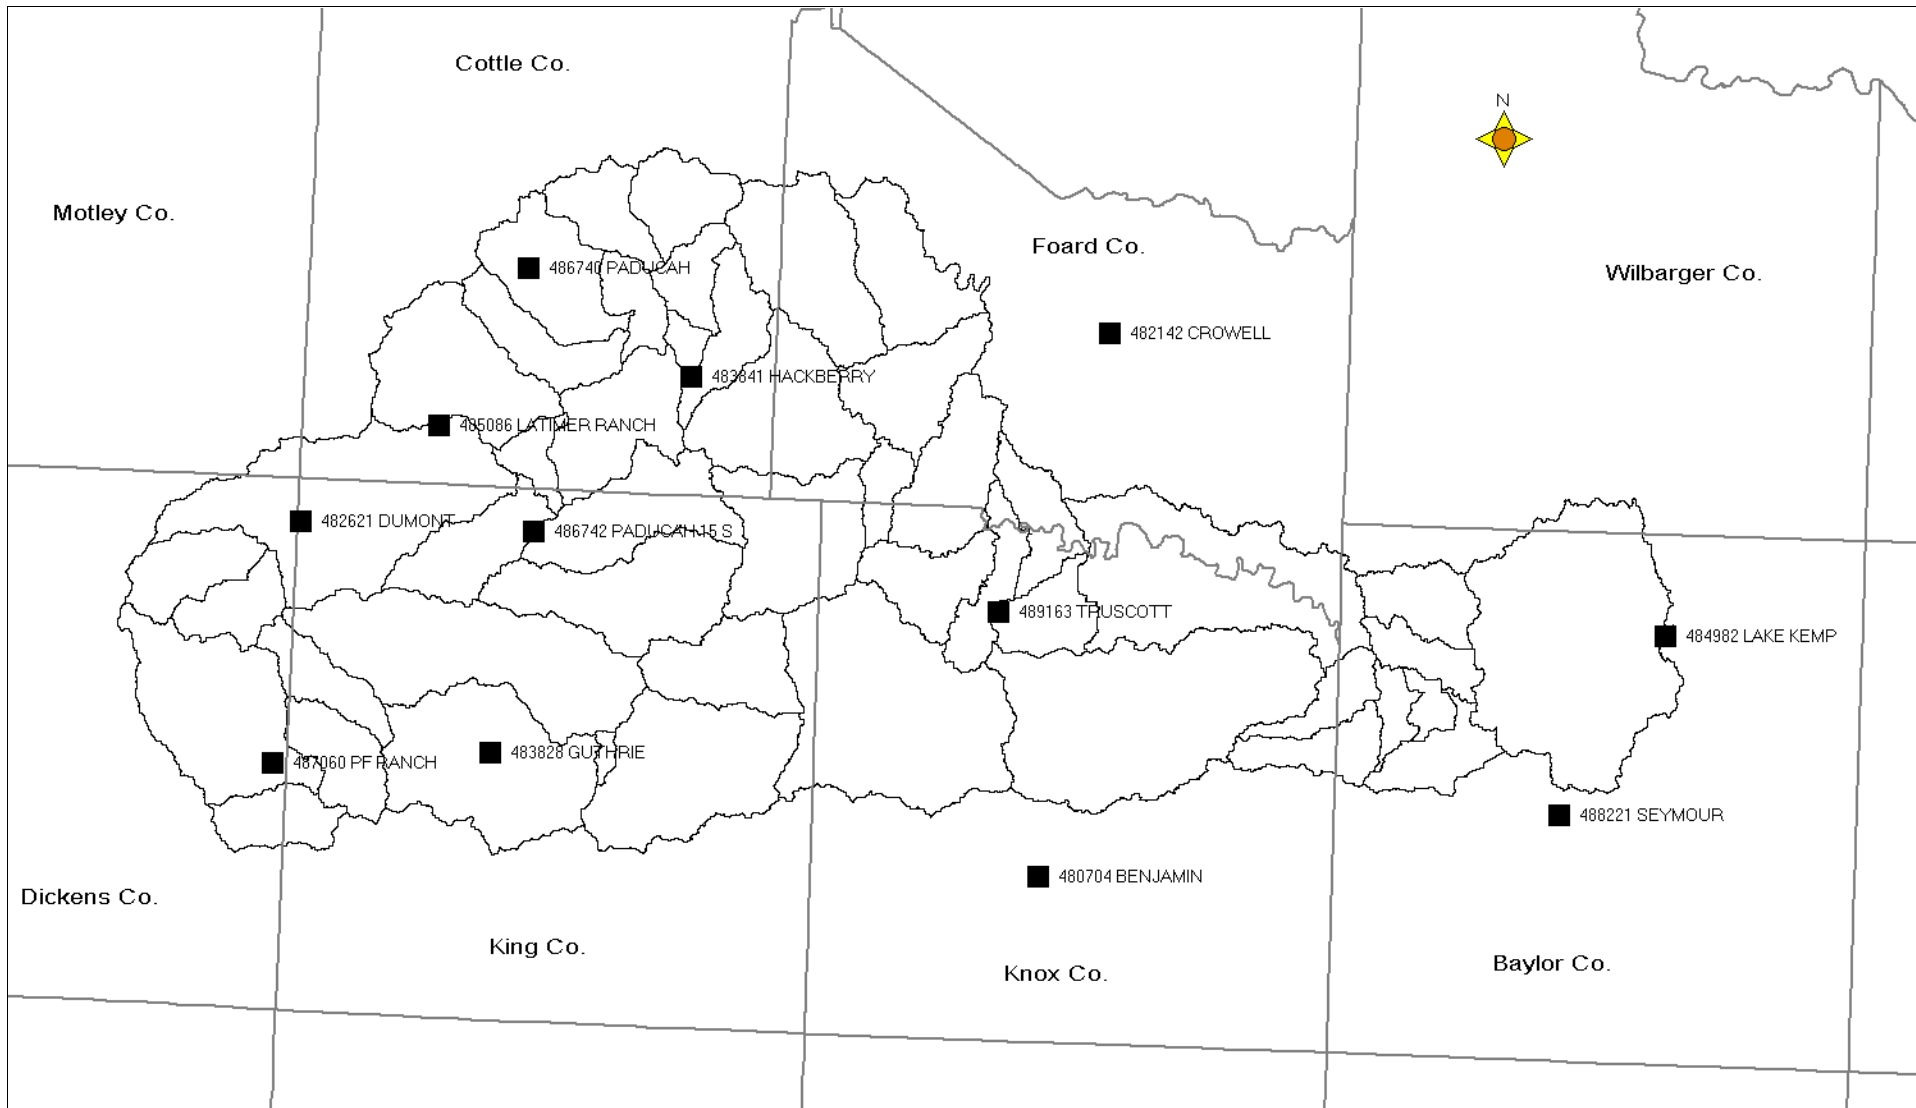 Cottle Co.
N
Motley Co.
Foard Co.
486740 PADUCAH
Wilbarger Co.
482142 CROWELL
483841 HACKBERRY
485086 LATIMER RANCH
482621 DUMONT
486742 PADUCAH 15 S
489163 TRUSCOTT
484982 LAKE KEMP
483828 GUTHRIE
487060 PF RANCH
488221 SEYMOUR
480704 BENJAMIN
Dickens Co.
King Co.
Baylor Co.
Knox Co.